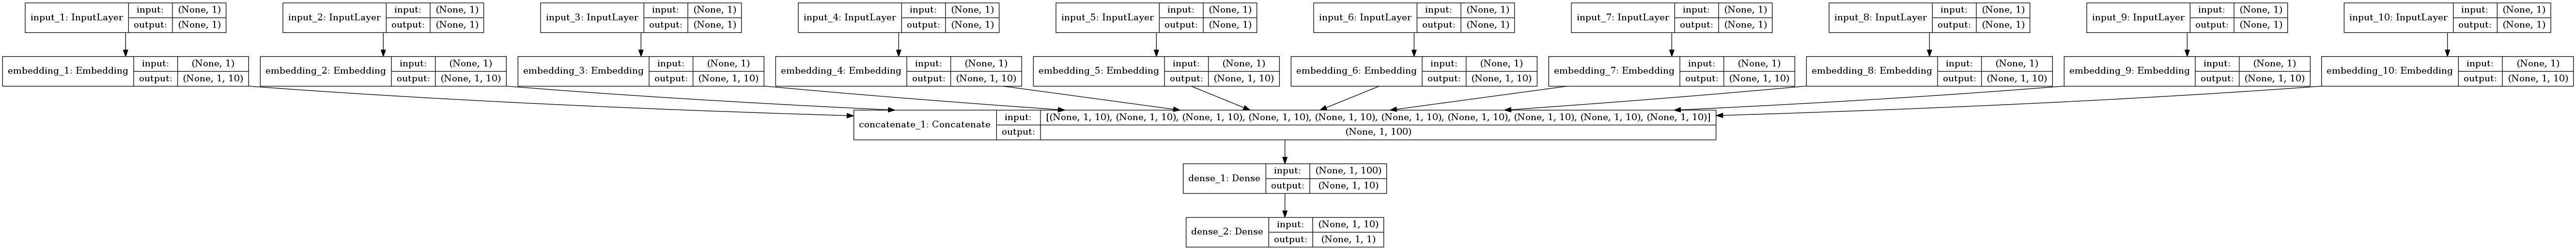 input_1: InputLayer input: (None, 1) output: (None, 1)
input_2: InputLayer input: (None, 1) output: (None, 1)
input_3: InputLayer input: (None, 1) output: (None, 1)
input_4: InputLayer input: (None, 1) output: (None, 1)
input_5: InputLayer input: (None, 1) output: (None, 1)
input_6: InputLayer input: (None, 1) output: (None, 1)
input_7: InputLayer input: (None, 1) output: (None, 1)
input_8: InputLayer input: (None, 1) output: (None, 1)
input_9: InputLayer input: (None, 1) output: (None, 1)
input_10: InputLayer input: (None, 1) output: (None, 1)
embedding_1: Embedding input: (None, 1) output: (None, 1, 10)
embedding_2: Embedding input: (None, 1) output: (None, 1, 10)
embedding_3: Embedding input: (None, 1) output: (None, 1, 10)
embedding_4: Embedding input: (None, 1) output: (None, 1, 10)
embedding_5: Embedding input: (None, 1) output: (None, 1, 10)
embedding_6: Embedding input: (None, 1) output: (None, 1, 10)
embedding_7: Embedding input: (None, 1) output: (None, 1, 10)
embedding_8: Embedding input: (None, 1) output: (None, 1, 10)
embedding_9: Embedding input: (None, 1) output: (None, 1, 10)
embedding_10: Embedding input: (None, 1) output: (None, 1, 10)
concatenate_1: Concatenate input: [(None, 1, 10), (None, 1, 10), (None, 1, 10), (None, 1, 10), (None, 1, 10), (None, 1, 10), (None, 1, 10), (None, 1, 10), (None, 1, 10), (None, 1, 10)] output: (None, 1, 100)
dense_1: Dense input: (None, 1, 100) output: (None, 1, 10)
dense_2: Dense input: (None, 1, 10) output: (None, 1, 1)